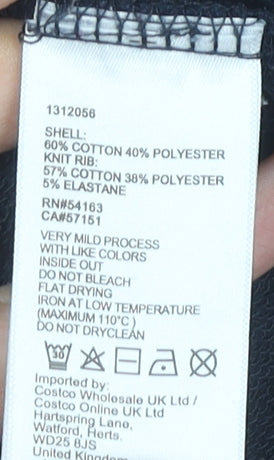 1312056
SHELL:
60% COTTON 40% POLYESTER
KNIT RIB:
57% COTTON 38% POLYESTER
5% ELASTANE
RN#54163
CA#57151
VERY MILD PROCESS
WITH LIKE COLORS
INSIDE OUT
DO NOT BLEACH
FLAT DRYING
IRON AT LOW TEMPERATURE
(MAXIMUM 110°C )
DO NOT DRYCLEAN
30
Imported by:
Costco Wholesale UK Ltd /
Costco Online UK Ltd
Hartspring Lane,
Watford, Herts.
WD25 8JS
United Kingdom